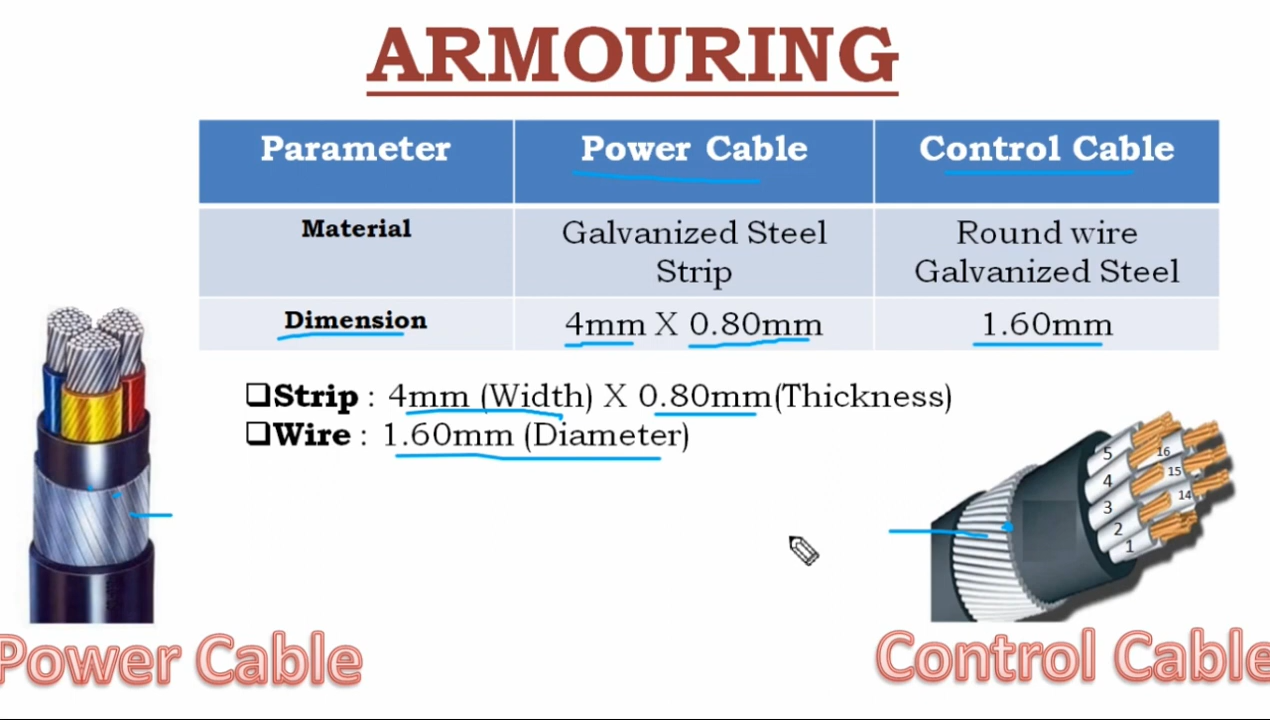 ARMOURING
Parameter Power Cable Control Cable
Material Galvanized Steel Strip Round wire Galvanized Steel
Dimension 4mm X 0.80mm 1.60mm
❑Strip : 4mm (Width) X 0.80mm(Thickness)
❑Wire : 1.60mm (Diameter)
5 16
4 15
3 14
2
1
Power Cable
Control Cable